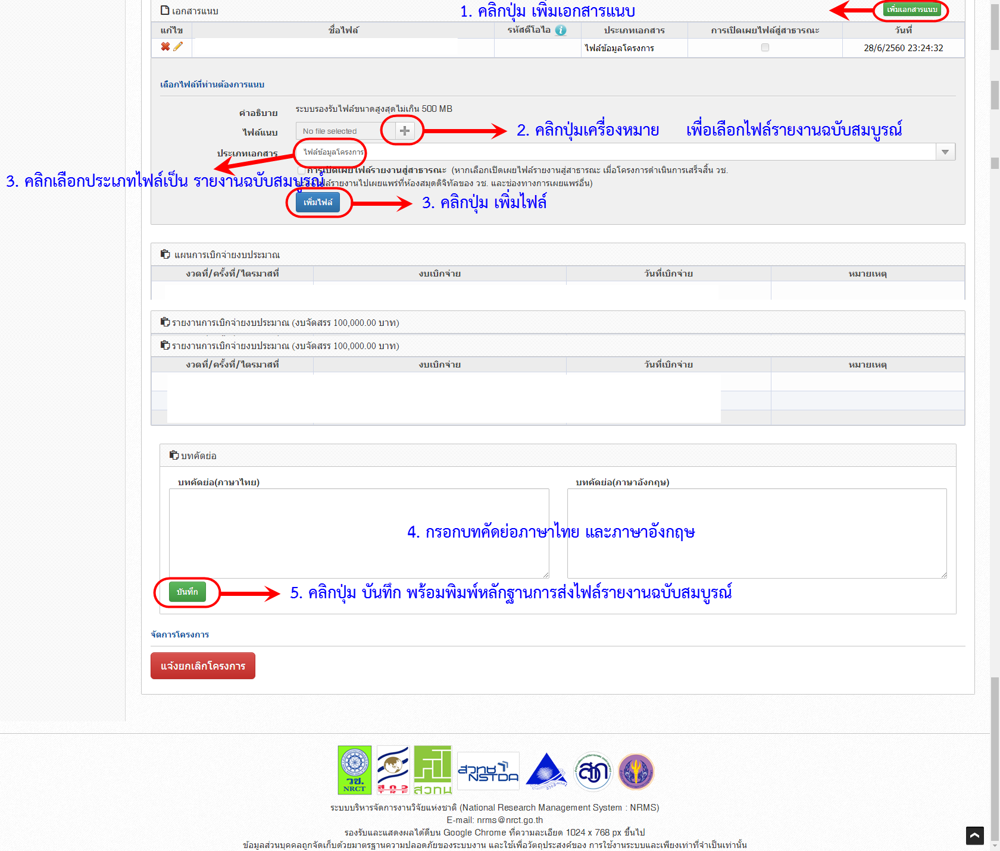 เอกสารแนบ
1. คลิกปุ่ม เพิ่มเอกสารแนบ
เพิ่มเอกสารแนบ
แก้ไข ชื่อไฟล์ รหัสดีโอไอ ประเภทเอกสาร การเปิดเผยไฟล์สู่สาธารณะ วันที่
ไฟล์ข้อมูลโครงการ 28/6/2560 23:24:32
เลือกไฟล์ที่ท่านต้องการแนบ
คำอธิบาย ระบบรองรับไฟล์ขนาดสูงสุดไม่เกิน 500 MB
ไฟล์แนบ No file selected
2. คลิกปุ่มเครื่องหมาย เพื่อเลือกไฟล์รายงานฉบับสมบูรณ์
ประเภทเอกสาร ไฟล์ข้อมูลโครงการ
การเปิดเผยไฟล์รายงานสู่สาธารณะ (หากเลือกเปิดเผยไฟล์รายงานสู่สาธารณะ เมื่อโครงการดำเนินการเสร็จสิ้น วช.
3. คลิกเลือกประเภทไฟล์เป็น รายงานฉบับสมบูรณ์
จะส่งไฟล์รายงานไปเผยแพร่ที่ห้องสมุดดิจิทัลของ วช. และช่องทางการเผยแพร่อื่น)
เพิ่มไฟล์
3. คลิกปุ่ม เพิ่มไฟล์
แผนการเบิกจ่ายงบประมาณ
งวดที่/ครั้งที่/ไตรมาสที่ งบเบิกจ่าย วันที่เบิกจ่าย หมายเหตุ
รายงานการเบิกจ่ายงบประมาณ (งบจัดสรร 100,000.00 บาท)
รายงานการเบิกจ่ายงบประมาณ (งบจัดสรร 100,000.00 บาท)
งวดที่/ครั้งที่/ไตรมาสที่ งบเบิกจ่าย วันที่เบิกจ่าย หมายเหตุ
บทคัดย่อ
บทคัดย่อ(ภาษาไทย) บทคัดย่อ(ภาษาอังกฤษ)
4. กรอกบทคัดย่อภาษาไทย และภาษาอังกฤษ
บันทึก
5. คลิกปุ่ม บันทึก พร้อมพิมพ์หลักฐานการส่งไฟล์รายงานฉบับสมบูรณ์
จัดการโครงการ
แจ้งยกเลิกโครงการ
วช.
NRCT
สกว
TRF
สวทน
สวทช
NSTDA
สวก
ระบบบริหารจัดการงานวิจัยแห่งชาติ (National Research Management System : NRMS)
E-mail: nrms@nrct.go.th
รองรับและแสดงผลได้ดีบน Google Chrome ที่ความละเอียด 1024 x 768 px ขึ้นไป
ข้อมูลส่วนบุคคลถูกจัดเก็บด้วยมาตรฐานความปลอดภัยของระบบงาน และใช้เพื่อวัตถุประสงค์ของ การใช้งานระบบและเพียงเท่าที่จำเป็นเท่านั้น